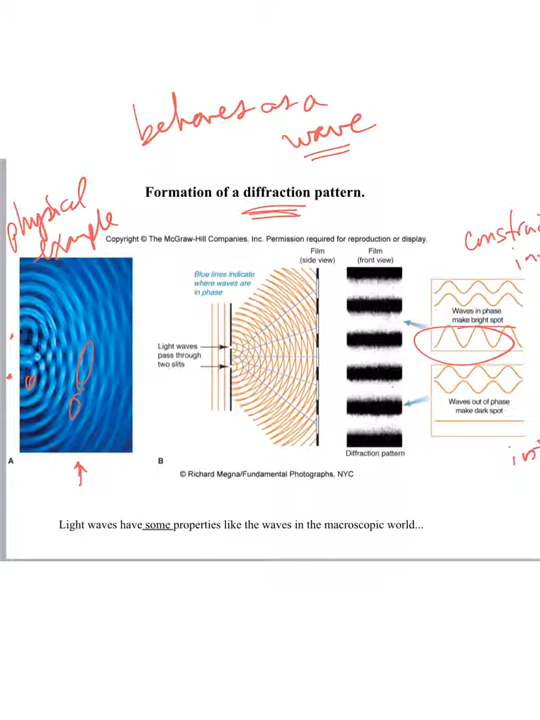 behaves as a
wave
Formation of a diffraction pattern.
physical
example
Copyright © The McGraw-Hill Companies, Inc. Permission required for reproduction or display.
Film
(side view)
Film
(front view)
Blue lines indicate
where waves are
in phase
Waves in phase
make bright spot
Light waves
pass through
two slits
Waves out of phase
make dark spot
A
B
Diffraction pattern
© Richard Megna/Fundamental Photographs, NYC
Light waves have some properties like the waves in the macroscopic world...